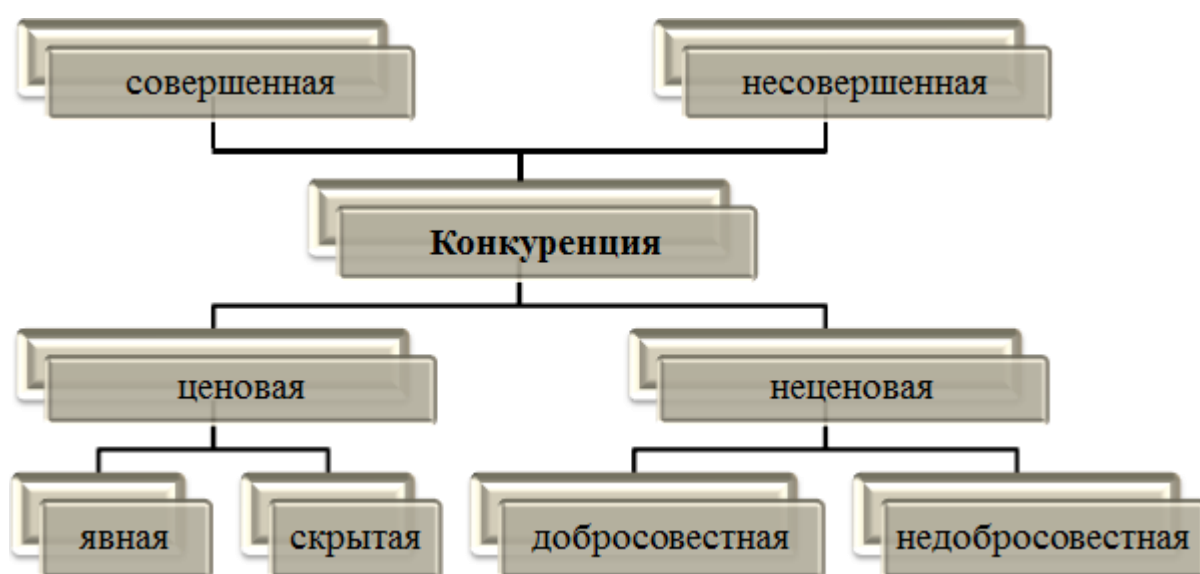 совершенная
несовершенная
Конкуренция
ценовая
неценовая
явная
скрытая
добросовестная
недобросовестная